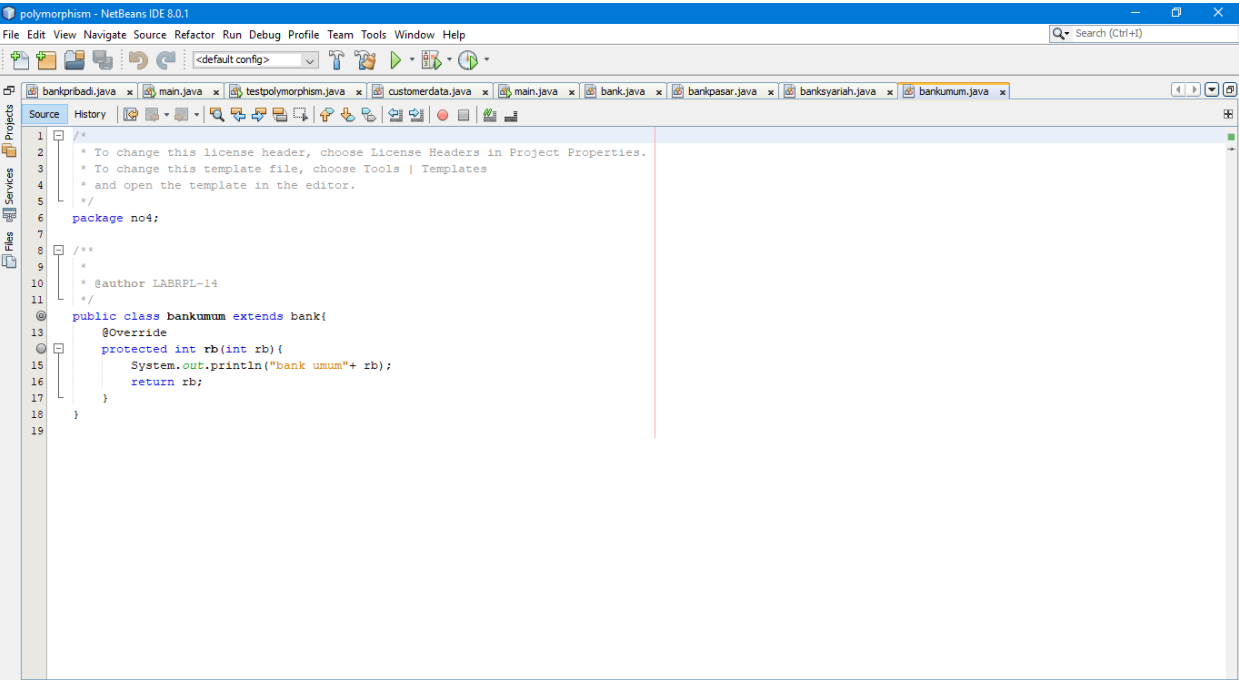 polymorphism - NetBeans IDE 8.0.1
File Edit View Navigate Source Refactor Run Debug Profile Team Tools Window Help
Search (Ctrl+I)
<default config>
bankpribadi.java x main.java x testpolymorphism.java x customerdata.java x main.java x bank.java x bankpasar.java x banksyariah.java x bankumum.java x
Source History
Projects
Services
Files
1 /*
2 * To change this license header, choose License Headers in Project Properties.
3 * To change this template file, choose Tools | Templates
4 * and open the template in the editor.
5 */
6 package no4;
7
8 /**
9 *
10 * @author LABRPL-14
11 */
public class bankumum extends bank{
13 @Override
protected int rb(int rb){
15 System.out.println("bank umum"+ rb);
16 return rb;
17 }
18 }
19